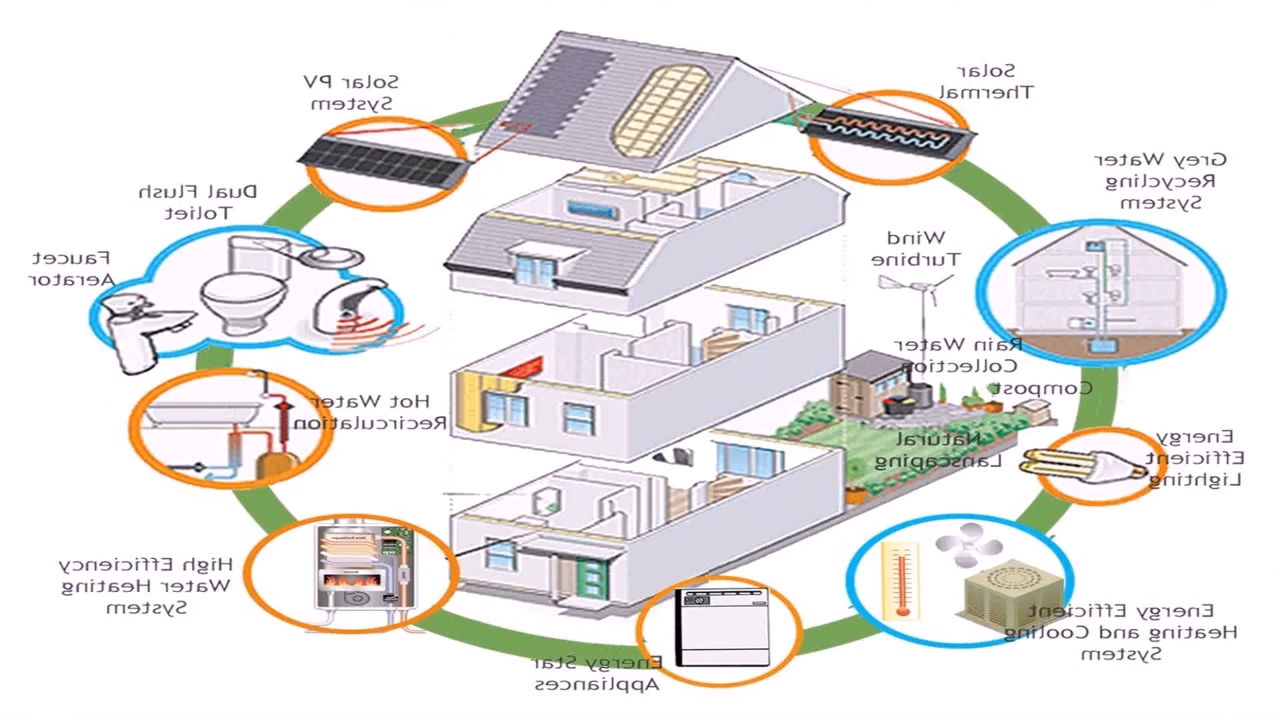 Solar PV
System
Solar
Thermal
Grey Water
Recycling
System
Dual Flush
Toliet
Faucet
Aerator
Wind
Turbine
Rain Water
Collection
Compost
Hot Water
Recirculation
Natural
Lanscaping
Energy
Efficient
Lighting
High Efficiency
Water Heating
System
Energy Efficient
Heating and Cooling
System
Energy Star
Appliances